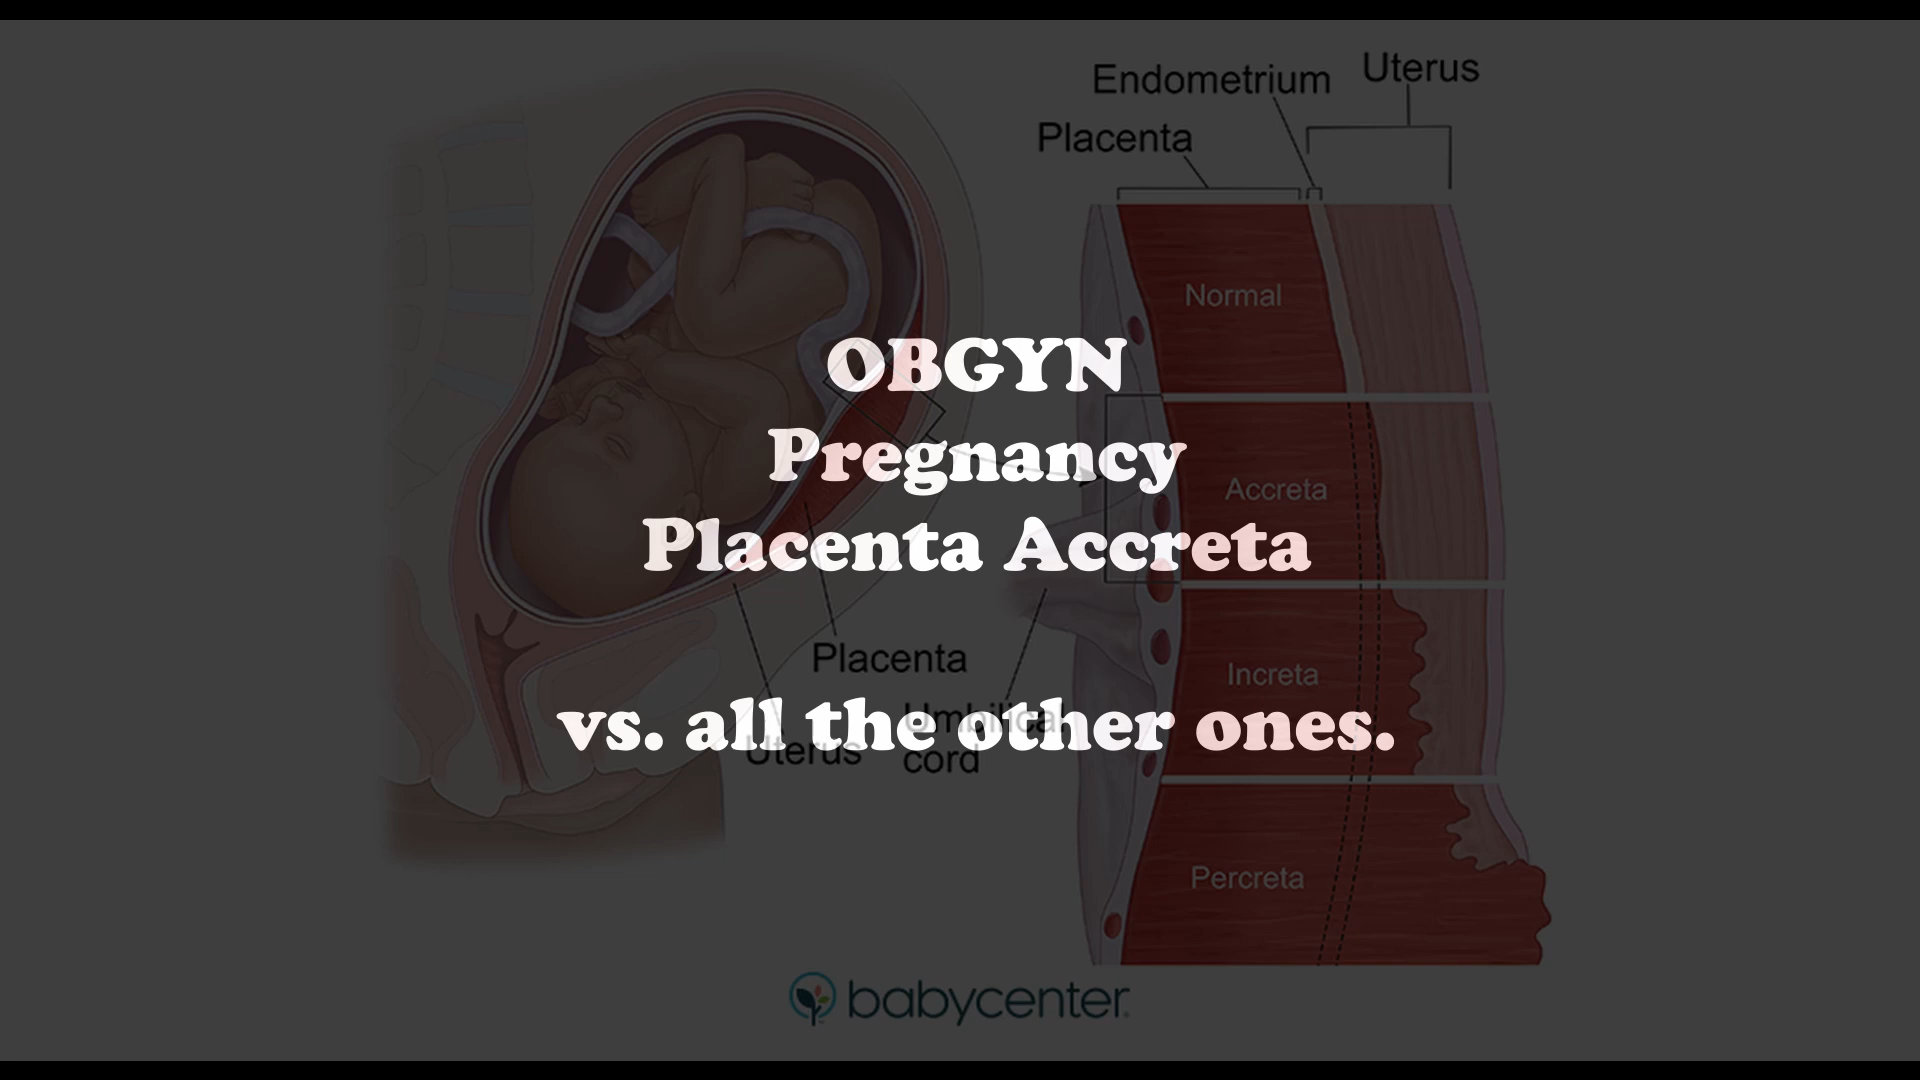 Endometrium
Uterus
Placenta
Normal
OBGYN
Pregnancy
Accreta
Placenta Accreta
Placenta
Increta
Umbilical
vs. all the other ones.
Uterus
cord
Percreta
babycenter